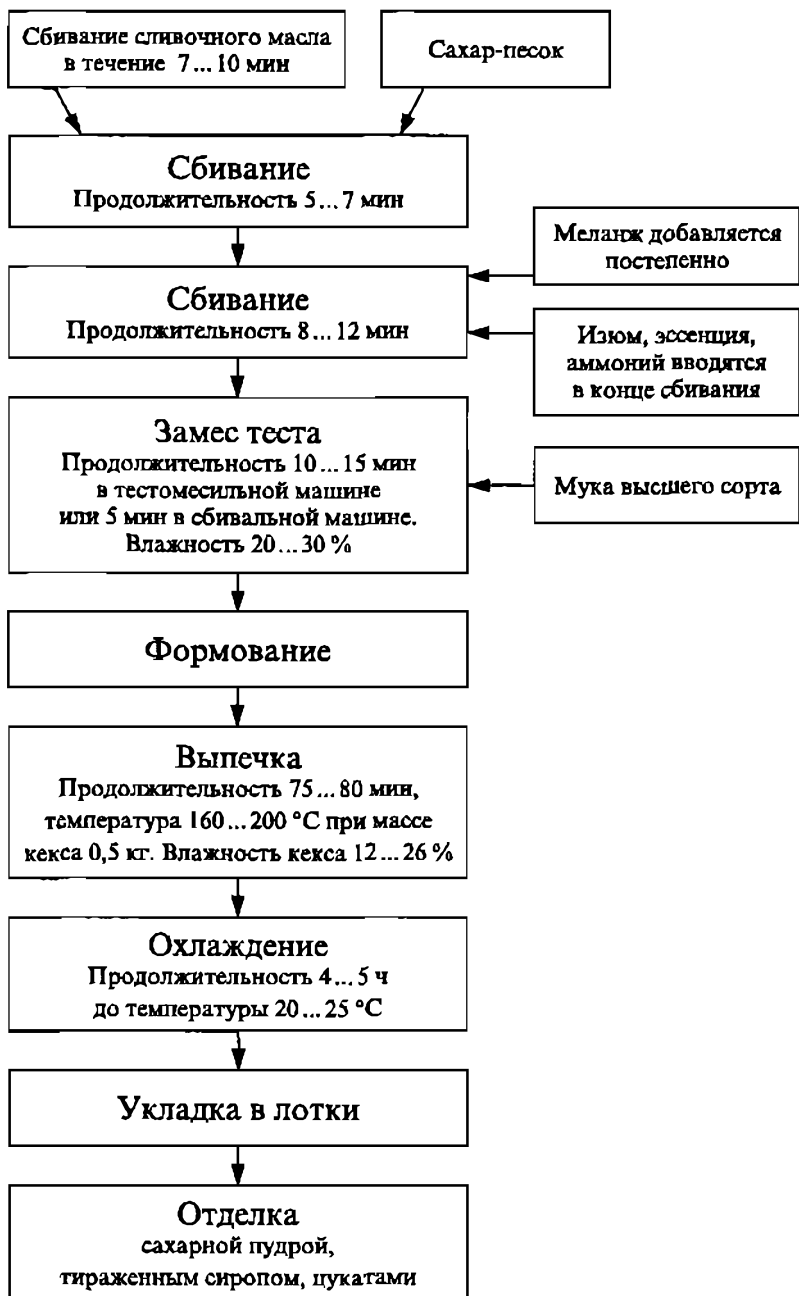 Сбивание сливочного масла
в течение 7...10 мин
Сахар-песок
Сбивание
Продолжительность 5...7 мин
Меланж добавляется
постепенно
Сбивание
Продолжительность 8...12 мин
Изюм, эссенция,
аммоний вводятся
в конце сбивания
Замес теста
Продолжительность 10...15 мин
в тестомесильной машине
или 5 мин в сбивальной машине.
Влажность 20...30 %
Мука высшего сорта
Формование
Выпечка
Продолжительность 75...80 мин,
температура 160...200 °С при массе
кекса 0,5 кг. Влажность кекса 12...26 %
Охлаждение
Продолжительность 4...5 ч
до температуры 20...25 °С
Укладка в лотки
Отделка
сахарной пудрой,
тираженным сиропом, цукатами